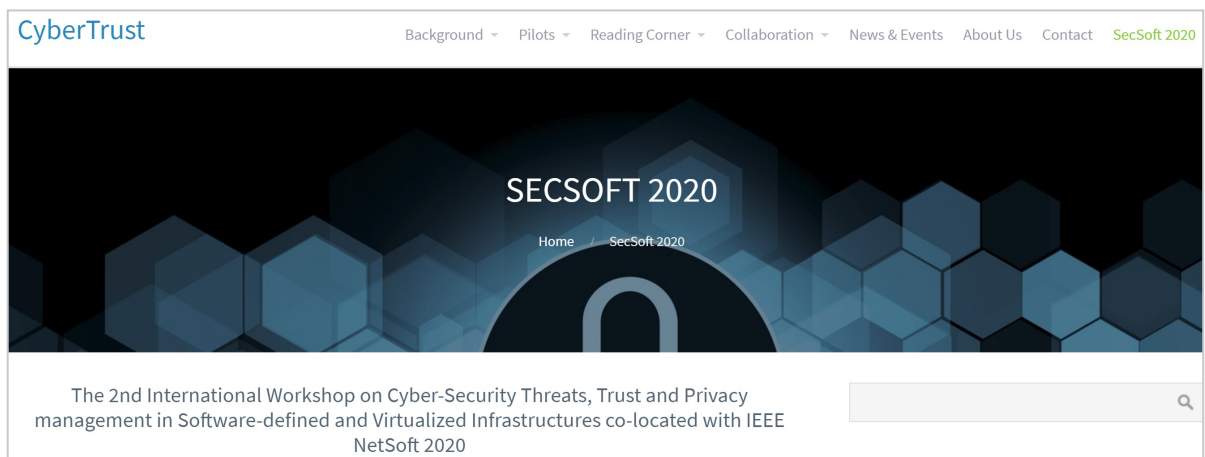 CyberTrust
Background Pilots Reading Corner Collaboration News & Events About Us Contact SecSoft 2020
SECSOFT 2020
Home / SecSoft 2020
The 2nd International Workshop on Cyber-Security Threats, Trust and Privacy
management in Software-defined and Virtualized Infrastructures co-located with IEEE
NetSoft 2020